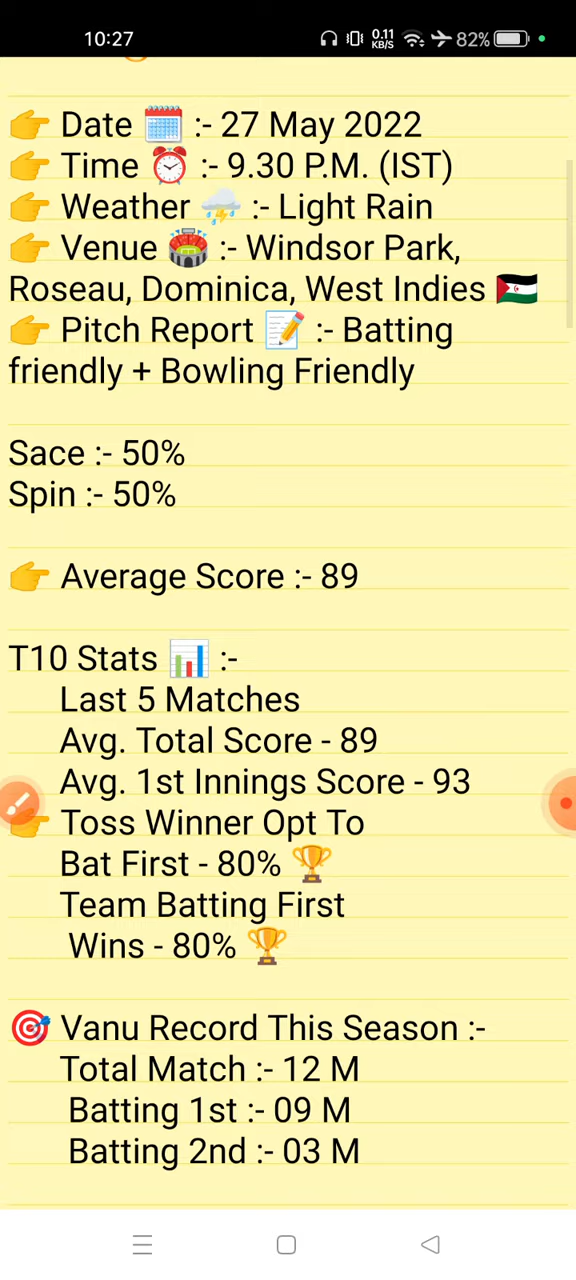 10:27 0.11 KB/S 82%
👉 Date 📅 :- 27 May 2022
👉 Time ⏰ :- 9.30 P.M. (IST)
👉 Weather ⛈️ :- Light Rain
👉 Venue 🏟️ :- Windsor Park,
Roseau, Dominica, West Indies 🇪🇭
👉 Pitch Report 📝 :- Batting
friendly + Bowling Friendly
Sace :- 50%
Spin :- 50%
👉 Average Score :- 89
T10 Stats 📊 :-
Last 5 Matches
Avg. Total Score - 89
Avg. 1st Innings Score - 93
👉 Toss Winner Opt To
Bat First - 80% 🏆
Team Batting First
Wins - 80% 🏆
🎯 Vanu Record This Season :-
Total Match :- 12 M
Batting 1st :- 09 M
Batting 2nd :- 03 M